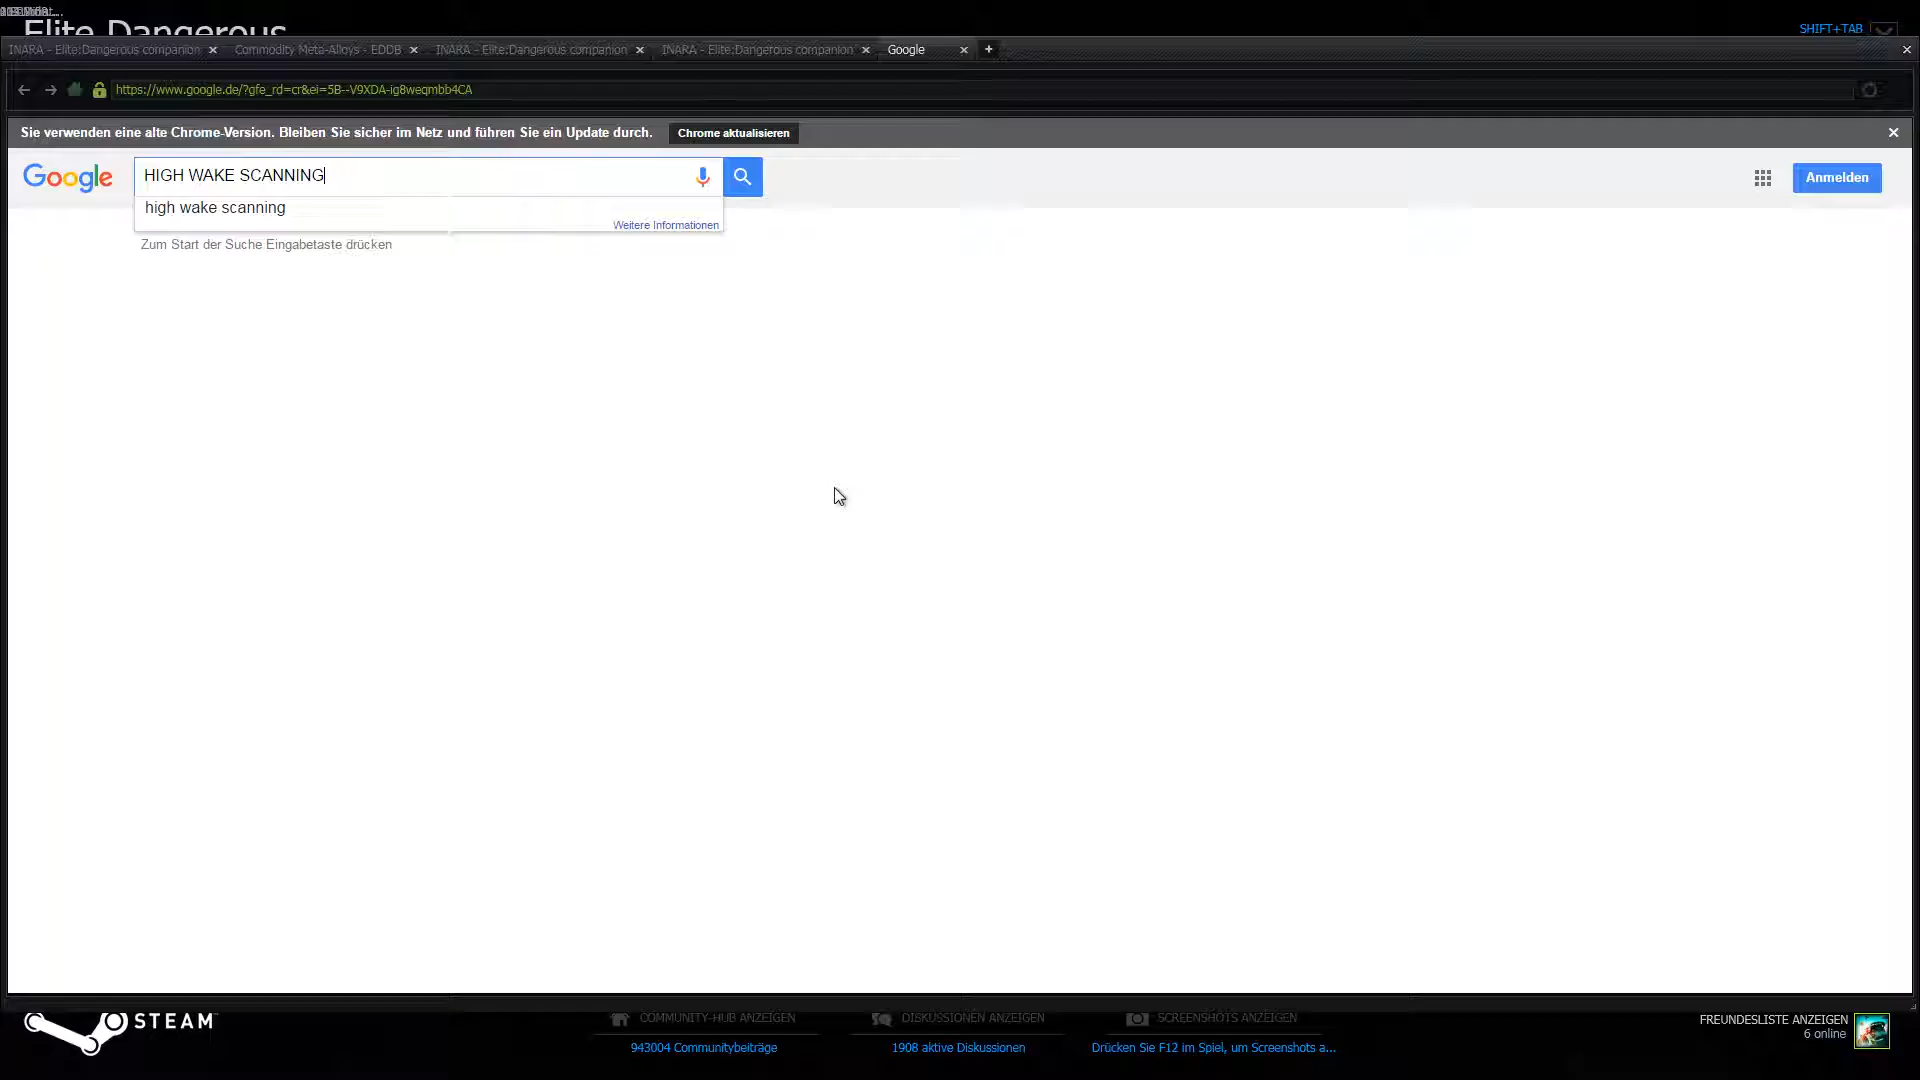 Elite Dangerous
SHIFT+TAB
INARA - Elite:Dangerous companion
Commodity Meta-Alloys - EDDB
INARA - Elite:Dangerous companion
INARA - Elite:Dangerous companion
Google
https://www.google.de/?gfe_rd=cr&ei=5B--V9XDA-ig8weqmbb4CA
Sie verwenden eine alte Chrome-Version. Bleiben Sie sicher im Netz und führen Sie ein Update durch.
Chrome aktualisieren
Google
HIGH WAKE SCANNING
Anmelden
high wake scanning
Weitere Informationen
Zum Start der Suche Eingabetaste drücken
STEAM
COMMUNITY-HUB ANZEIGEN
943004 Communitybeiträge
DISKUSSIONEN ANZEIGEN
1908 aktive Diskussionen
SCREENSHOTS ANZEIGEN
Drücken Sie F12 im Spiel, um Screenshots a...
FREUNDESLISTE ANZEIGEN
6 online